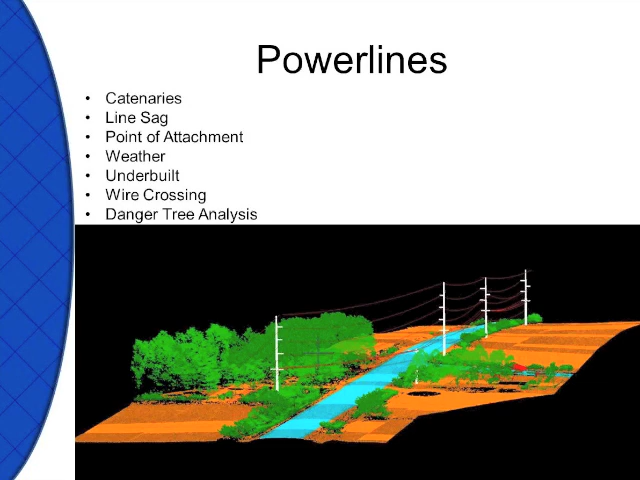 Powerlines
• Catenaries
• Line Sag
• Point of Attachment
• Weather
• Underbuilt
• Wire Crossing
• Danger Tree Analysis